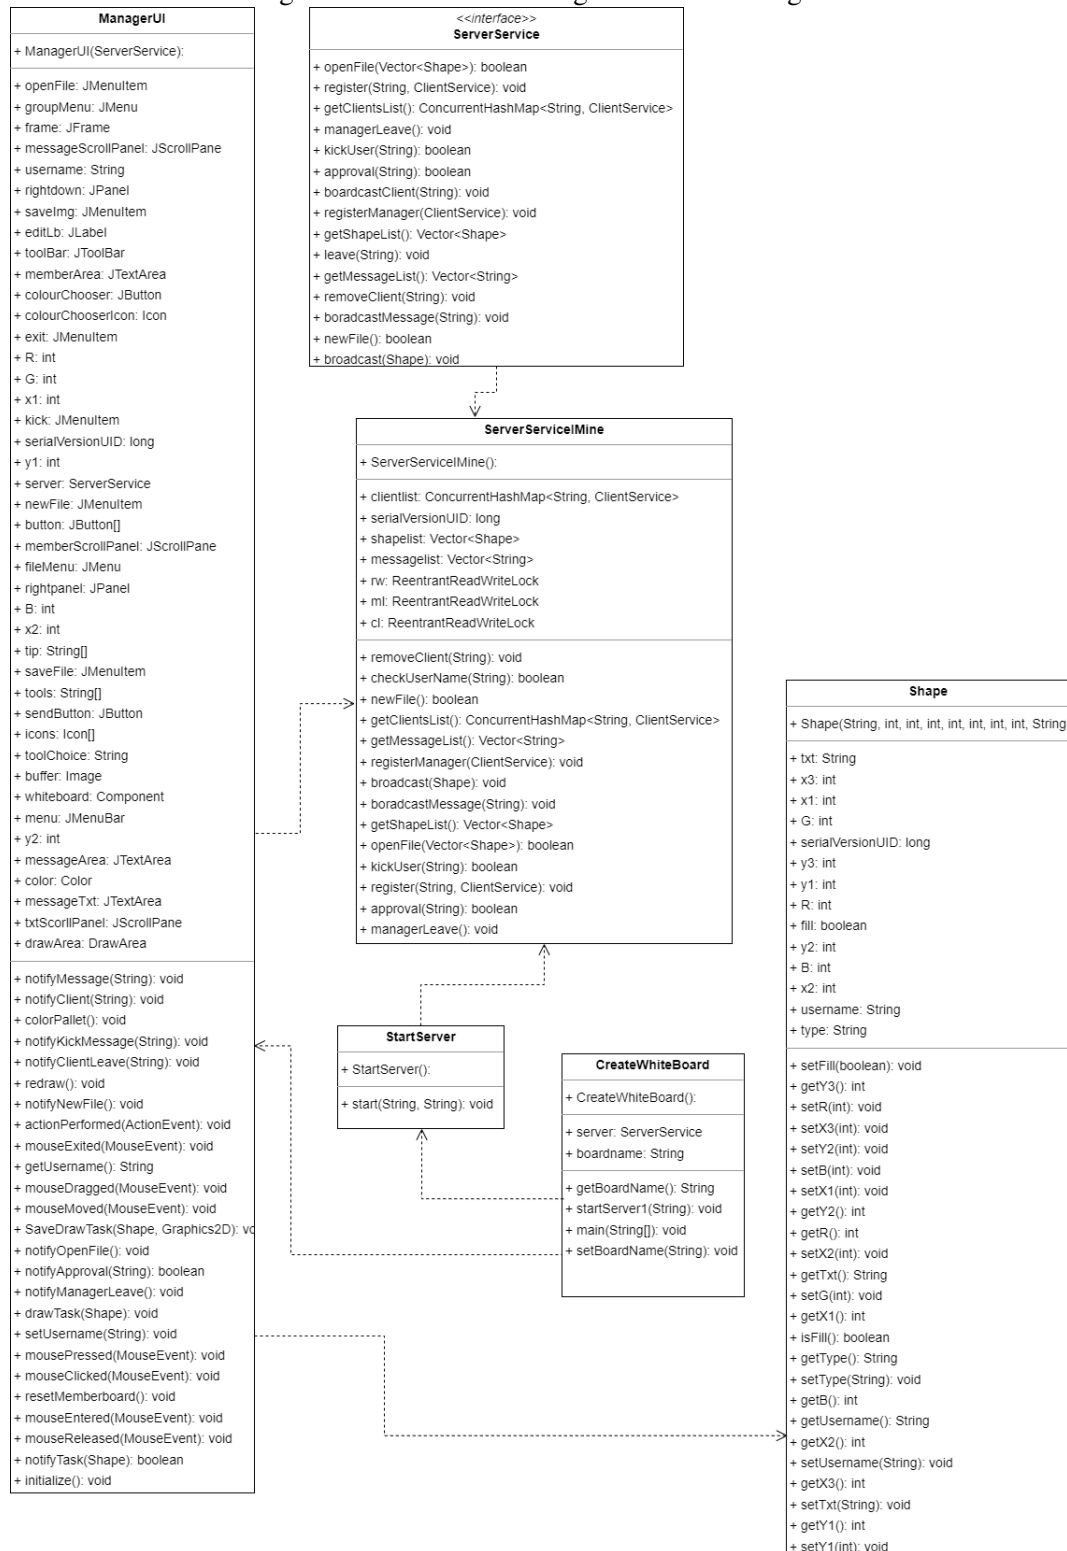 ManagerUI
+ ManagerUI(ServerService):
+ openFile: JMenuItem
+ groupMenu: JMenu
+ frame: JFrame
+ messageScrollPanel: JScrollPane
+ username: String
+ rightdown: JPanel
+ saveImg: JMenuItem
+ editLb: JLabel
+ toolBar: JToolBar
+ memberArea: JTextArea
+ colourChooser: JButton
+ colourChooserIcon: Icon
+ exit: JMenuItem
+ R: int
+ G: int
+ x1: int
+ kick: JMenuItem
+ serialVersionUID: long
+ y1: int
+ server: ServerService
+ newFile: JMenuItem
+ button: JButton[]
+ memberScrollPanel: JScrollPane
+ fileMenu: JMenu
+ rightpanel: JPanel
+ B: int
+ x2: int
+ tip: String[]
+ saveFile: JMenuItem
+ tools: String[]
+ sendButton: JButton
+ icons: Icon[]
+ toolChoice: String
+ buffer: Image
+ whiteboard: Component
+ menu: JMenuBar
+ y2: int
+ messageArea: JTextArea
+ color: Color
+ messageTxt: JTextArea
+ txtScorllPanel: JScrollPane
+ drawArea: DrawArea
+ notifyMessage(String): void
+ notifyClient(String): void
+ colorPallet(): void
+ notifyKickMessage(String): void
+ notifyClientLeave(String): void
+ redraw(): void
+ notifyNewFile(): void
+ actionPerformed(ActionEvent): void
+ mouseExited(MouseEvent): void
+ getUsername(): String
+ mouseDragged(MouseEvent): void
+ mouseMoved(MouseEvent): void
+ SaveDrawTask(Shape, Graphics2D): vo
+ notifyOpenFile(): void
+ notifyApproval(String): boolean
+ notifyManagerLeave(): void
+ drawTask(Shape): void
+ setUsername(String): void
+ mousePressed(MouseEvent): void
+ mouseClicked(MouseEvent): void
+ resetMemberboard(): void
+ mouseEntered(MouseEvent): void
+ mouseReleased(MouseEvent): void
+ notifyTask(Shape): boolean
+ initialize(): void
<<interface>>
ServerService
+ openFile(Vector<Shape>): boolean
+ register(String, ClientService): void
+ getClientsList(): ConcurrentHashMap<String, ClientService>
+ managerLeave(): void
+ kickUser(String): boolean
+ approval(String): boolean
+ boardcastClient(String): void
+ registerManager(ClientService): void
+ getShapeList(): Vector<Shape>
+ leave(String): void
+ getMessageList(): Vector<String>
+ removeClient(String): void
+ boradcastMessage(String): void
+ newFile(): boolean
+ broadcast(Shape): void
ServerServiceIMine
+ ServerServiceIMine():
+ clientlist: ConcurrentHashMap<String, ClientService>
+ serialVersionUID: long
+ shapelist: Vector<Shape>
+ messagelist: Vector<String>
+ rw: ReentrantReadWriteLock
+ ml: ReentrantReadWriteLock
+ cl: ReentrantReadWriteLock
+ removeClient(String): void
+ checkUserName(String): boolean
+ newFile(): boolean
+ getClientsList(): ConcurrentHashMap<String, ClientService>
+ getMessageList(): Vector<String>
+ registerManager(ClientService): void
+ broadcast(Shape): void
+ boradcastMessage(String): void
+ getShapeList(): Vector<Shape>
+ openFile(Vector<Shape>): boolean
+ kickUser(String): boolean
+ register(String, ClientService): void
+ approval(String): boolean
+ managerLeave(): void
StartServer
+ StartServer():
+ start(String, String): void
CreateWhiteBoard
+ CreateWhiteBoard():
+ server: ServerService
+ boardname: String
+ getBoardName(): String
+ startServer1(String): void
+ main(String[]): void
+ setBoardName(String): void
Shape
+ Shape(String, int, int, int, int, int, int, int, String
+ txt: String
+ x3: int
+ x1: int
+ G: int
+ serialVersionUID: long
+ y3: int
+ y1: int
+ R: int
+ fill: boolean
+ y2: int
+ B: int
+ x2: int
+ username: String
+ type: String
+ setFill(boolean): void
+ getY3(): int
+ setR(int): void
+ setX3(int): void
+ setY2(int): void
+ setB(int): void
+ setX1(int): void
+ getY2(): int
+ getR(): int
+ setX2(int): void
+ getTxt(): String
+ setG(int): void
+ getX1(): int
+ isFill(): boolean
+ getType(): String
+ setType(String): void
+ getB(): int
+ getUsername(): String
+ getX2(): int
+ setUsername(String): void
+ getX3(): int
+ setTxt(String): void
+ getY1(): int
+ setY1(int): void